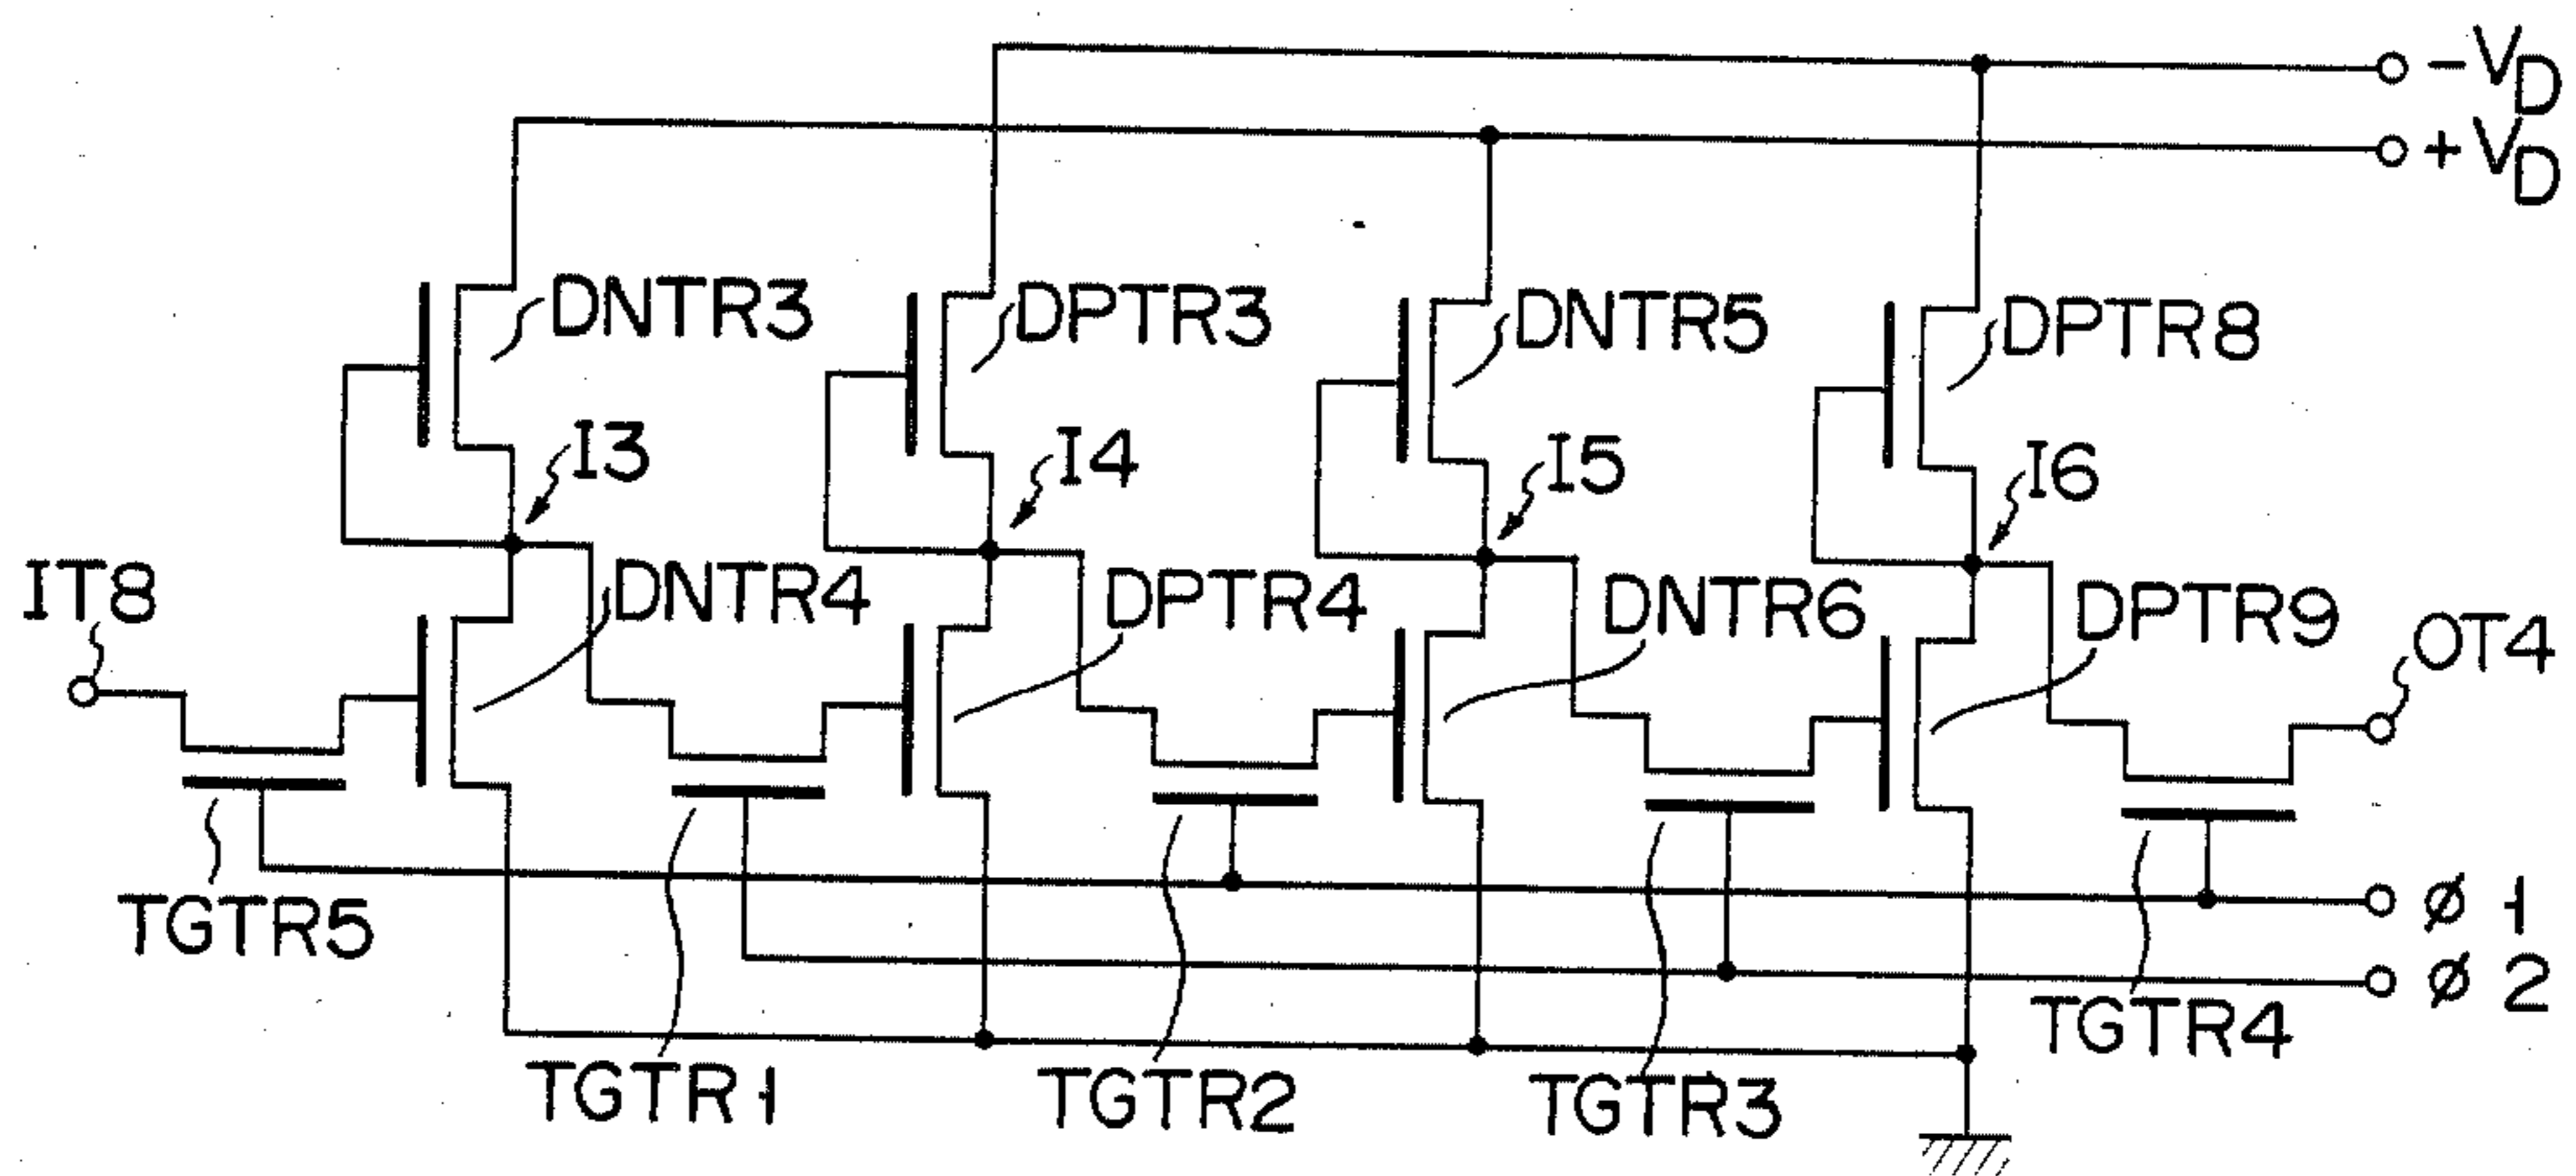 −VD
+VD
DNTR3
DPTR3
DNTR5
DPTR8
I3
I4
I5
I6
IT8
DNTR4
DPTR4
DNTR6
DPTR9
OT4
TGTR5
ø 1
ø 2
TGTR4
TGTR1
TGTR2
TGTR3